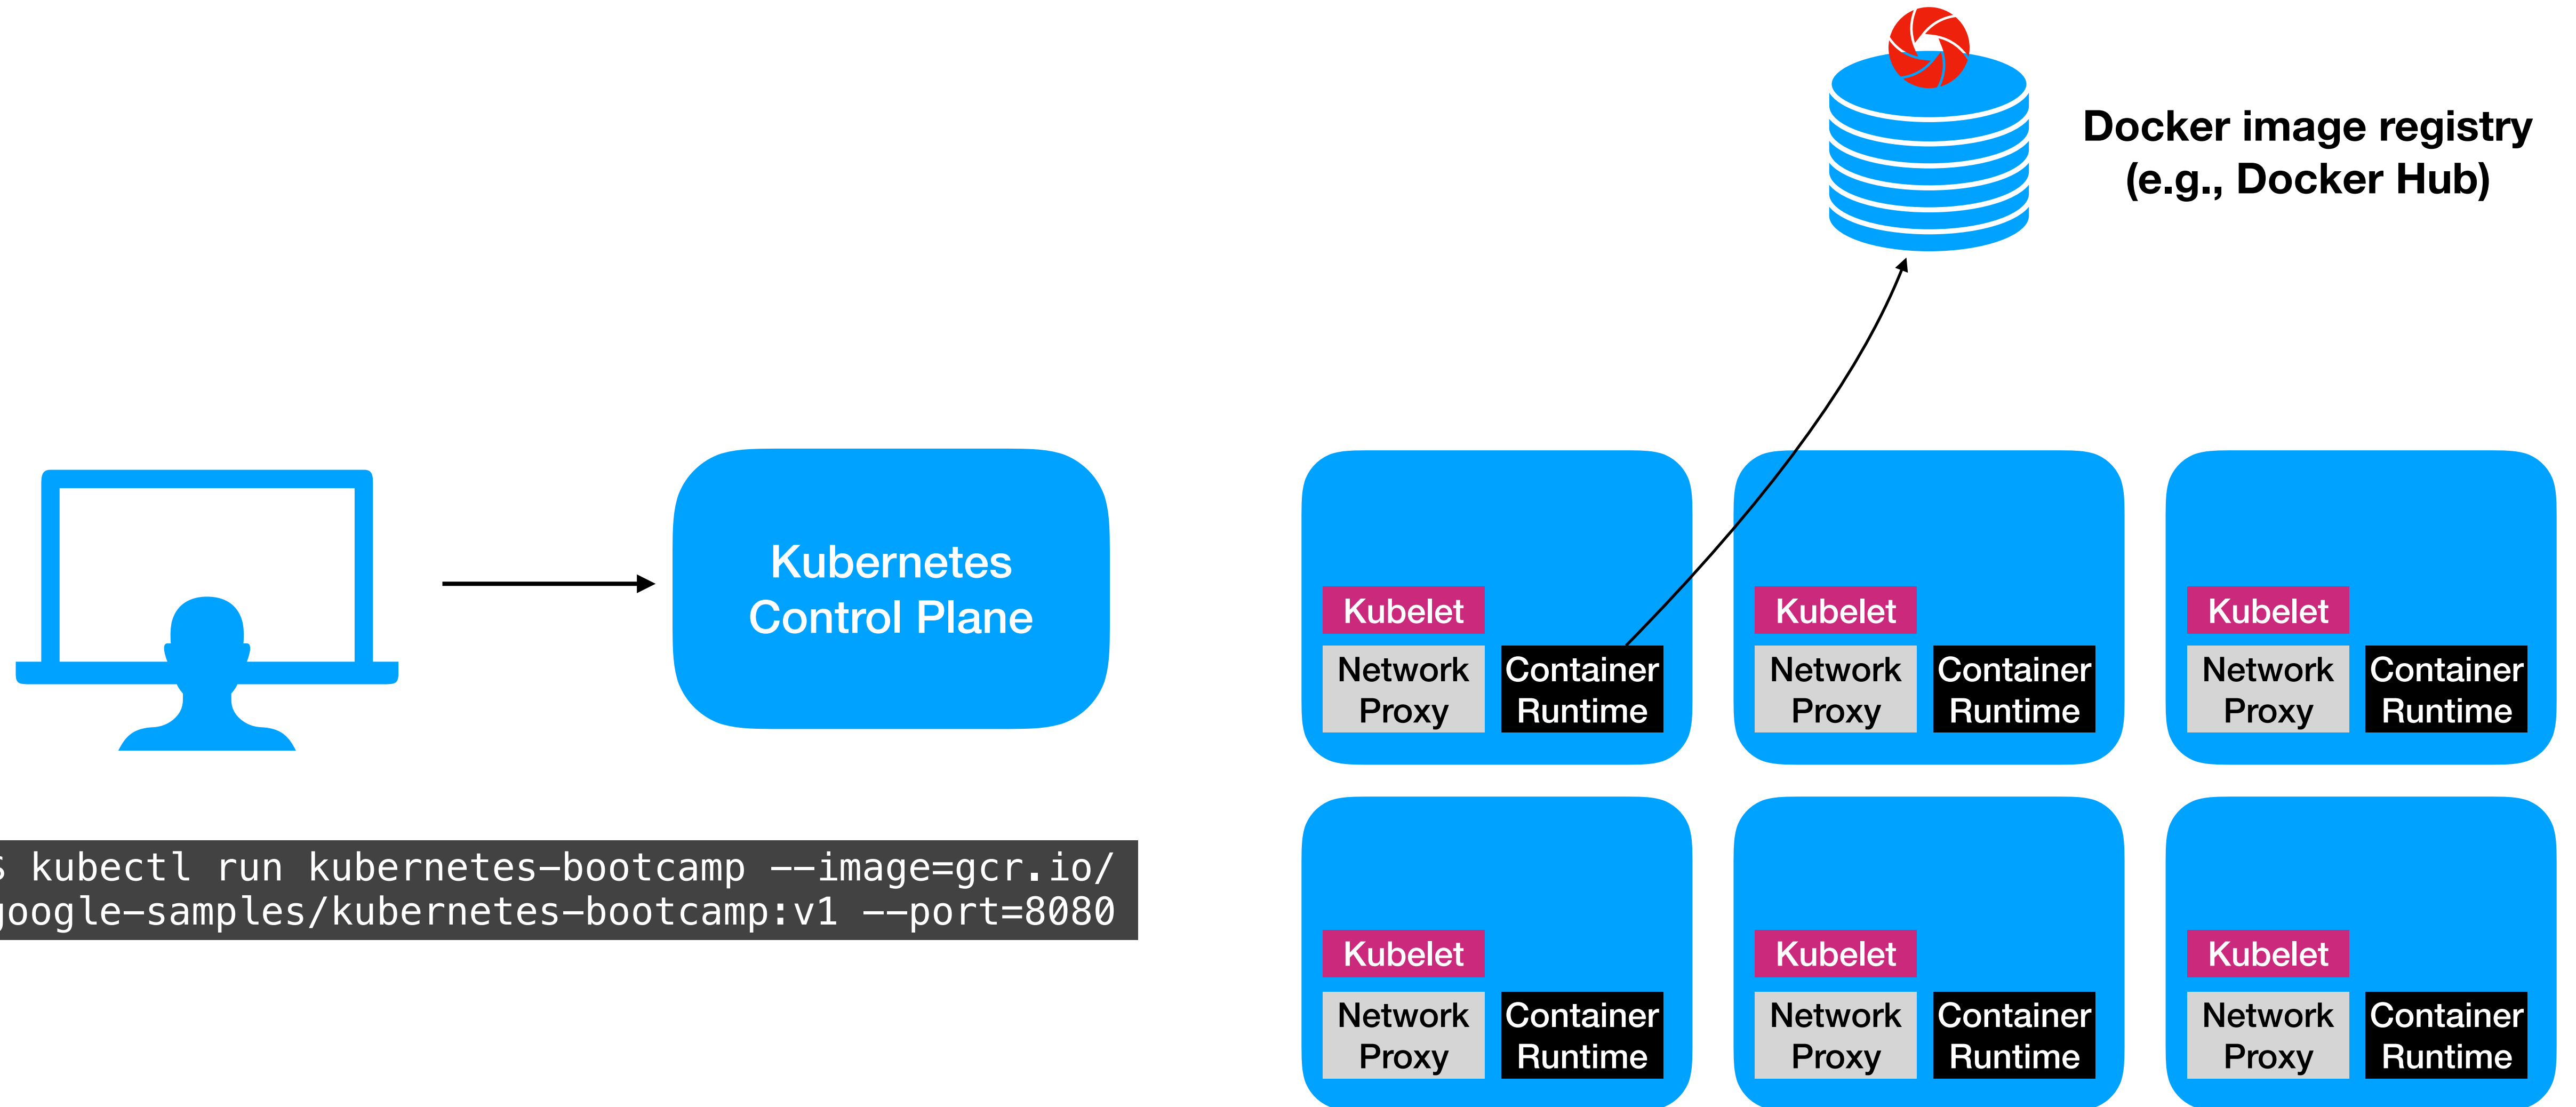 Docker image registry
(e.g., Docker Hub)
Kubernetes
Control Plane
Kubelet
Network
Proxy
Container
Runtime
Kubelet
Network
Proxy
Container
Runtime
Kubelet
Network
Proxy
Container
Runtime
$ kubectl run kubernetes-bootcamp --image=gcr.io/
google-samples/kubernetes-bootcamp:v1 --port=8080
Kubelet
Network
Proxy
Container
Runtime
Kubelet
Network
Proxy
Container
Runtime
Kubelet
Network
Proxy
Container
Runtime